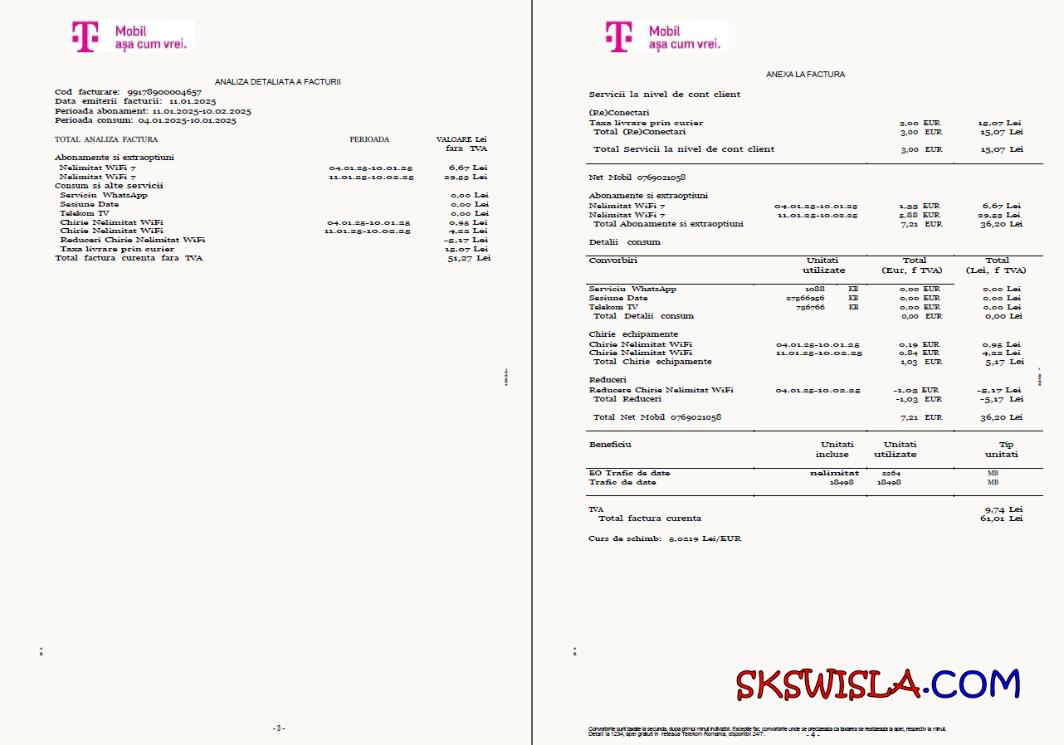 T Mobil
așa cum vrei.
ANALIZA DETALIATA A FACTURII
Cod facturare: 99178900004657
Data emiterii facturii: 11.01.2025
Perioada abonament: 11.01.2025-10.02.2025
Perioada consum: 04.01.2025-10.01.2025
TOTAL ANALIZA FACTURA PERIOADA VALOARE Lei
fara TVA
Abonamente si extraoptiuni
Nelimitat WiFi 7 04.01.25-10.01.25 6,67 Lei
Nelimitat WiFi 7 11.01.25-10.02.25 29,53 Lei
Consum si alte servicii
Serviciu WhatsApp 0,00 Lei
Sesiune Date 0,00 Lei
Telekom TV 0,00 Lei
Chirie Nelimitat WiFi 04.01.25-10.01.25 0,95 Lei
Chirie Nelimitat WiFi 11.01.25-10.02.25 4,22 Lei
Reduceri Chirie Nelimitat WiFi -5,17 Lei
Taxa livrare prin curier 15,07 Lei
Total factura curenta fara TVA 51,27 Lei
- 3 -
T Mobil
așa cum vrei.
ANEXA LA FACTURA
Servicii la nivel de cont client
(Re)Conectari
Taxa livrare prin curier 3,00 EUR 15,07 Lei
Total (Re)Conectari 3,00 EUR 15,07 Lei
Total Servicii la nivel de cont client 3,00 EUR 15,07 Lei
Net Mobil 0769021058
Abonamente si extraoptiuni
Nelimitat WiFi 7 04.01.25-10.01.25 1,33 EUR 6,67 Lei
Nelimitat WiFi 7 11.01.25-10.02.25 5,88 EUR 29,53 Lei
Total Abonamente si extraoptiuni 7,21 EUR 36,20 Lei
Detalii consum
Convorbiri Unitati Total Total
utilizate (Eur, f TVA) (Lei, f TVA)
Serviciu WhatsApp 1088 KB 0,00 EUR 0,00 Lei
Sesiune Date KB 0,00 EUR 0,00 Lei
Telekom TV 736766 KB 0,00 EUR 0,00 Lei
Total Detalii consum 0,00 EUR 0,00 Lei
Chirie echipamente
Chirie Nelimitat WiFi 04.01.25-10.01.25 0,19 EUR 0,95 Lei
Chirie Nelimitat WiFi 11.01.25-10.02.25 0,84 EUR 4,22 Lei
Total Chirie echipamente 1,03 EUR 5,17 Lei
Reduceri
Reducere Chirie Nelimitat WiFi 04.01.25-10.02.25 -1,03 EUR -5,17 Lei
Total Reduceri -1,03 EUR -5,17 Lei
Total Net Mobil 0769021058 7,21 EUR 36,20 Lei
Beneficiu Unitati Unitati Tip
incluse utilizate unitati
EO Trafic de date nelimitat 2264 MB
Trafic de date 18498 18498 MB
TVA 9,74 Lei
Total factura curenta 61,01 Lei
Curs de schimb: 5,0219 Lei/EUR
SKSWISLA.COM
Convorbirile sunt taxate la secunda, dupa primul minut indivizibil. Exceptie fac convorbirile unde se precizeaza ca taxarea se realizeaza la apel, respectiv la minut.
Detalii la 1234, apel gratuit in reteaua Telekom Romania, disponibil 24/7.
- 4 -